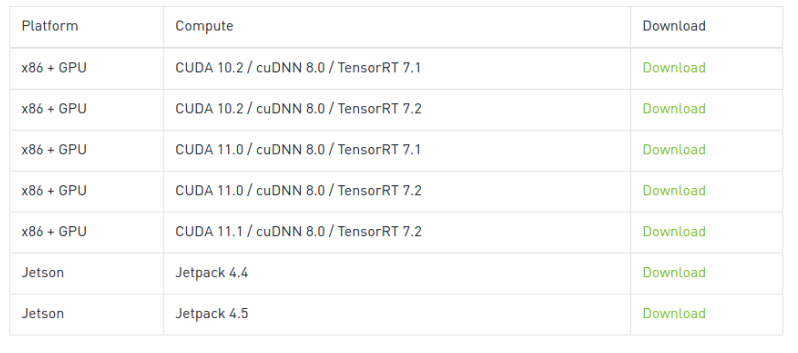 Platform Compute Download
x86 + GPU CUDA 10.2 / cuDNN 8.0 / TensorRT 7.1 Download
x86 + GPU CUDA 10.2 / cuDNN 8.0 / TensorRT 7.2 Download
x86 + GPU CUDA 11.0 / cuDNN 8.0 / TensorRT 7.1 Download
x86 + GPU CUDA 11.0 / cuDNN 8.0 / TensorRT 7.2 Download
x86 + GPU CUDA 11.1 / cuDNN 8.0 / TensorRT 7.2 Download
Jetson Jetpack 4.4 Download
Jetson Jetpack 4.5 Download